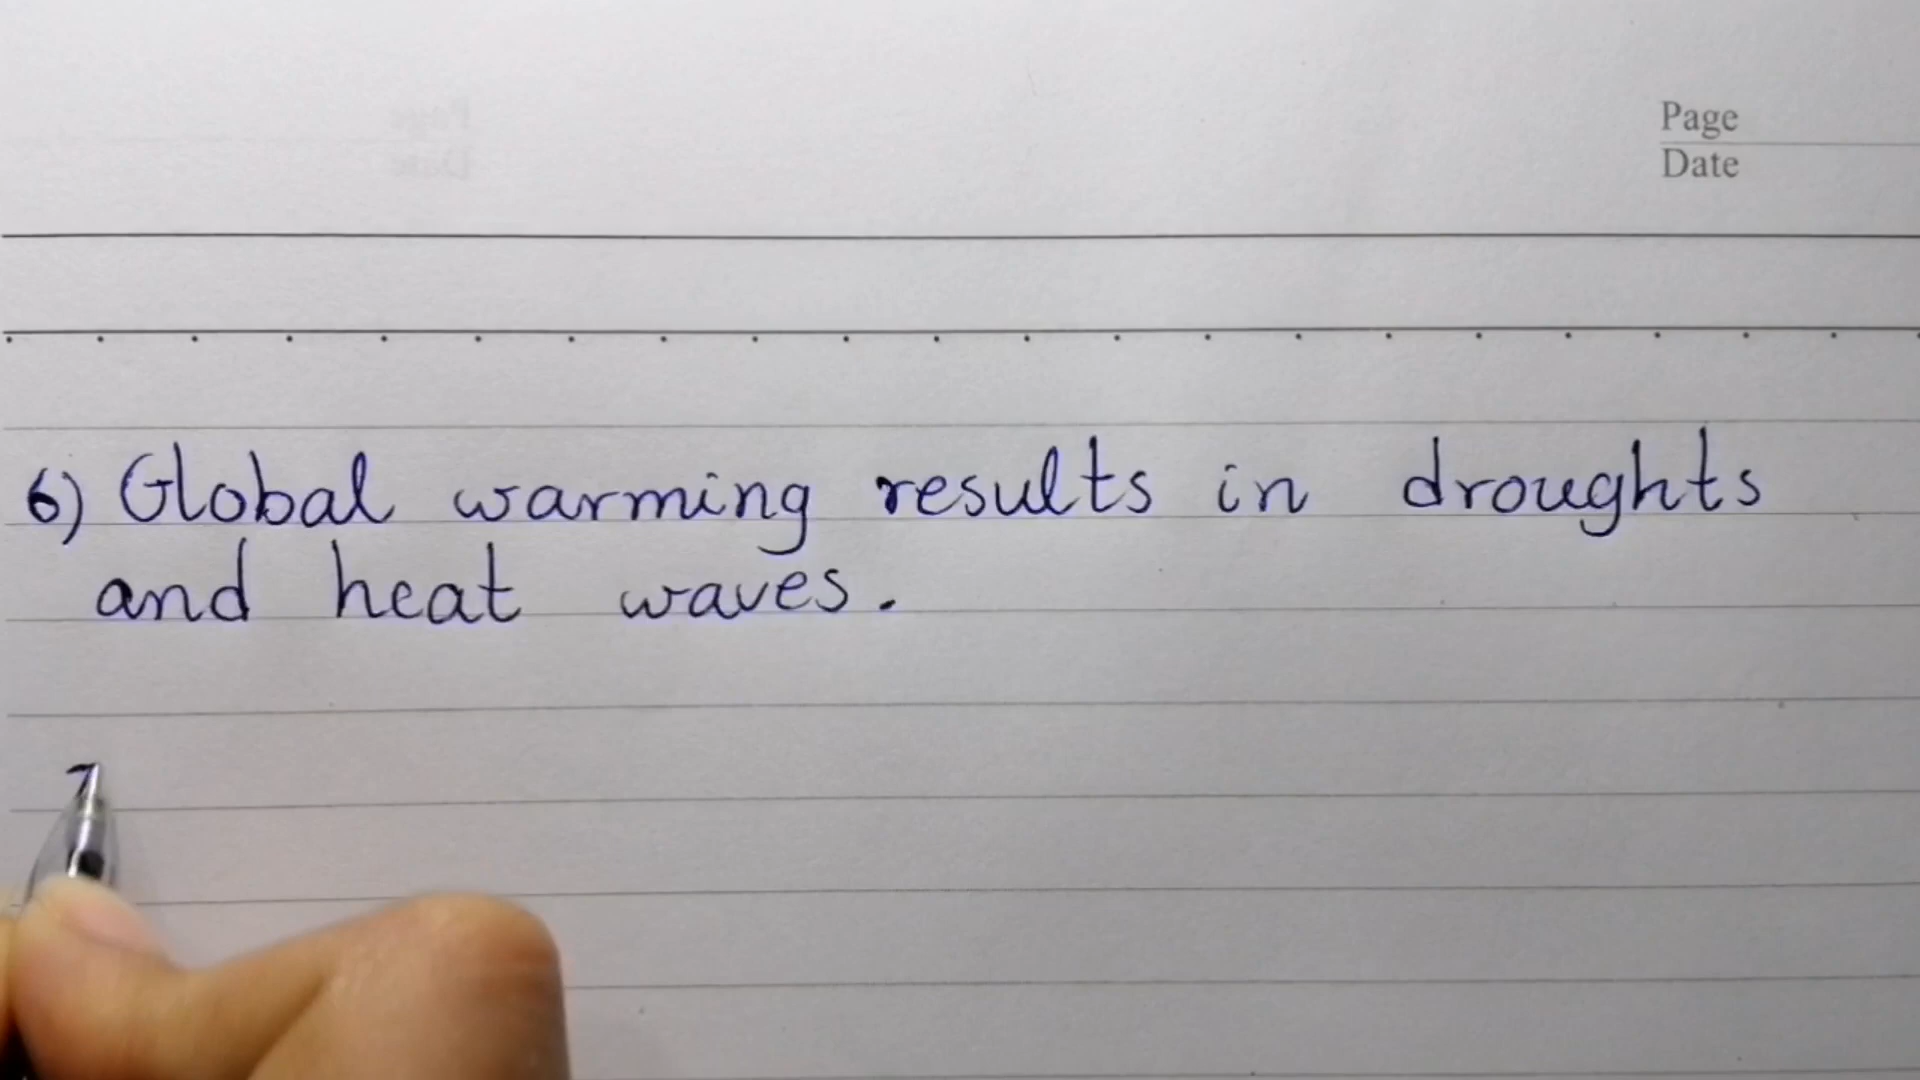 Page
Date
6) Global warming results in droughts
and heat waves.
7